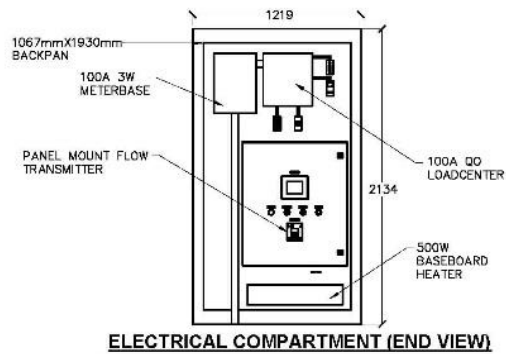 1219
1067mmX1930mm
BACKPAN
100A 3W
METERBASE
PANEL MOUNT FLOW
TRANSMITTER
100A QO
LOADCENTER
2134
500W
BASEBOARD
HEATER
ELECTRICAL COMPARTMENT (END VIEW)